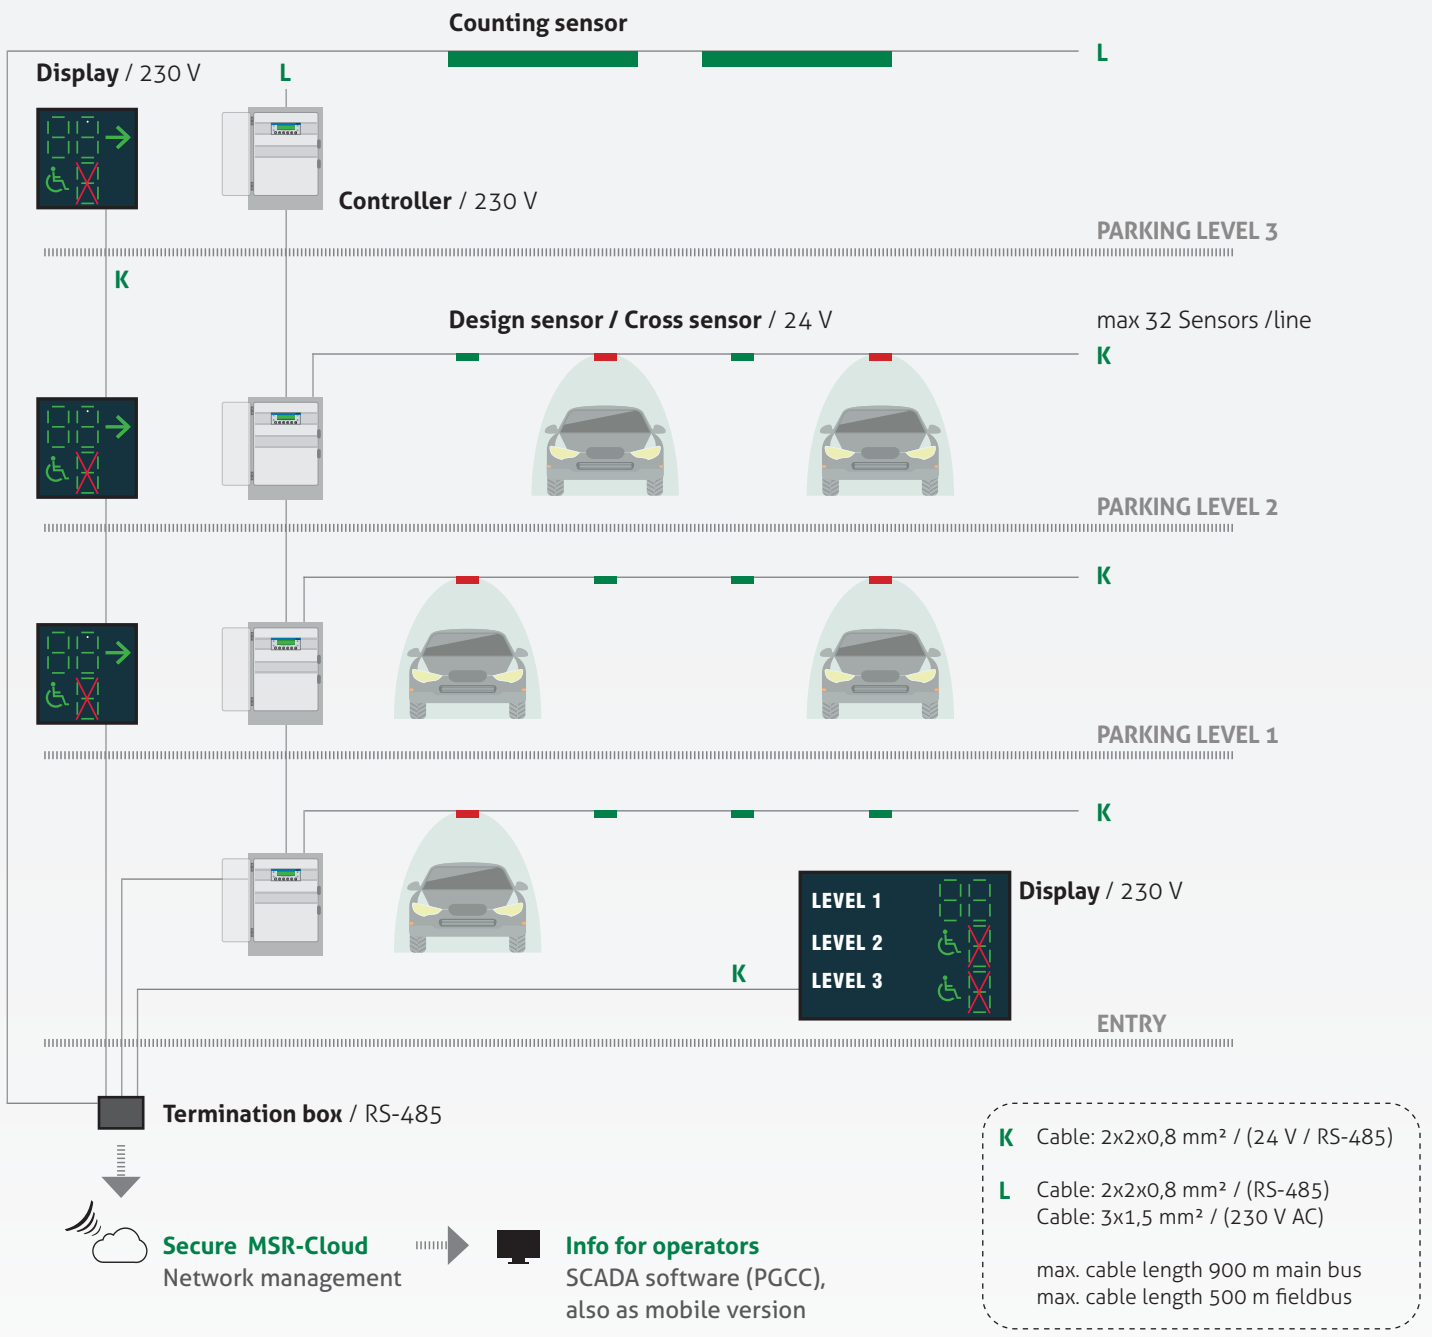 Counting sensor
L
Display / 230 V
L
Controller / 230 V
PARKING LEVEL 3
K
Design sensor / Cross sensor / 24 V
max 32 Sensors /line
K
PARKING LEVEL 2
K
PARKING LEVEL 1
K
LEVEL 1
LEVEL 2
LEVEL 3
Display / 230 V
K
ENTRY
Termination box / RS-485
Secure MSR-Cloud
Network management
Info for operators
SCADA software (PGCC),
also as mobile version
K Cable: 2x2x0,8 mm² / (24 V / RS-485)
L Cable: 2x2x0,8 mm² / (RS-485)
Cable: 3x1,5 mm² / (230 V AC)
max. cable length 900 m main bus
max. cable length 500 m fieldbus